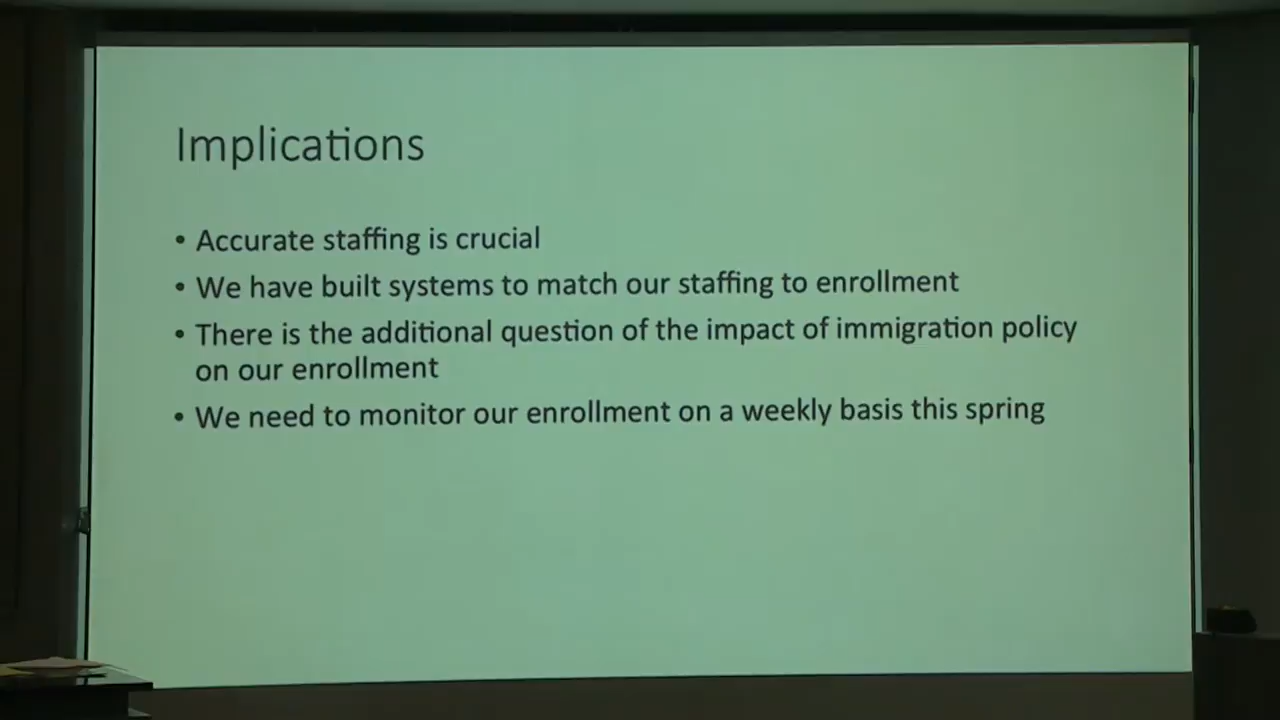 Implications
• Accurate staffing is crucial
• We have built systems to match our staffing to enrollment
• There is the additional question of the impact of immigration policy
on our enrollment
• We need to monitor our enrollment on a weekly basis this spring